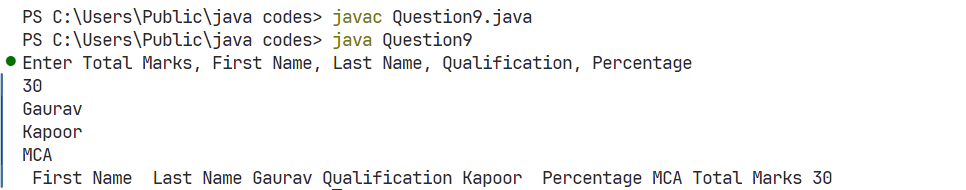 PS C:\Users\Public\java codes> javac Question9.java
PS C:\Users\Public\java codes> java Question9
Enter Total Marks, First Name, Last Name, Qualification, Percentage
30
Gaurav
Kapoor
MCA
First Name  Last Name Gaurav Qualification Kapoor  Percentage MCA Total Marks 30